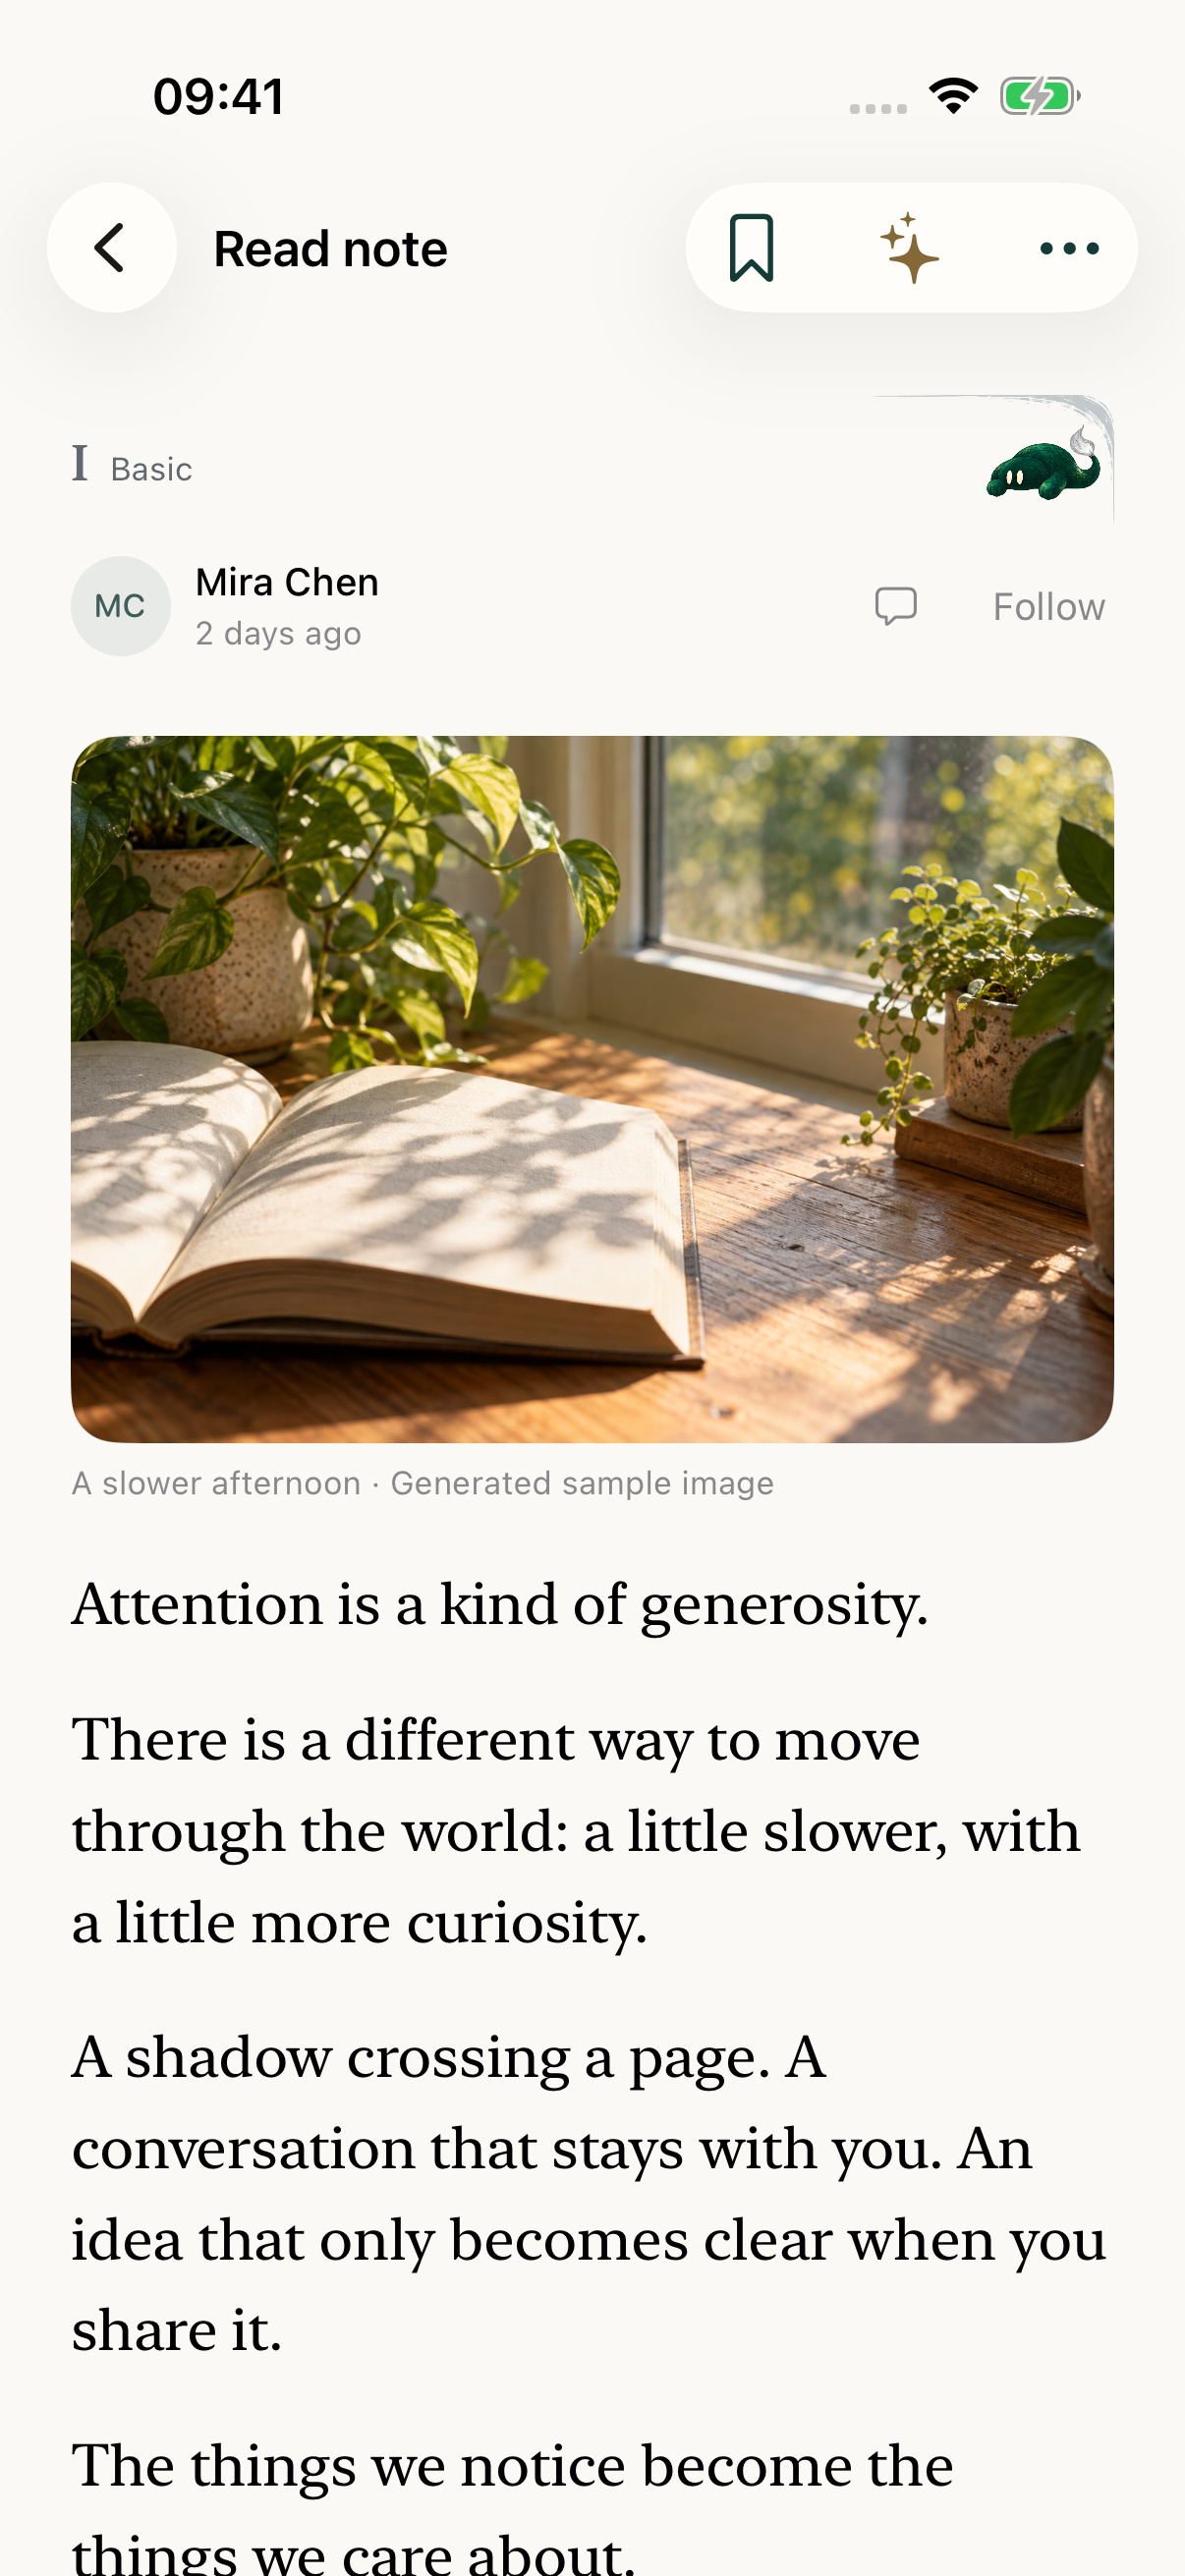 09:41
Read note
I Basic
MC
Mira Chen
2 days ago
Follow
A slower afternoon · Generated sample image
Attention is a kind of generosity.
There is a different way to move
through the world: a little slower, with
a little more curiosity.
A shadow crossing a page. A
conversation that stays with you. An
idea that only becomes clear when you
share it.
The things we notice become the
things we care about.